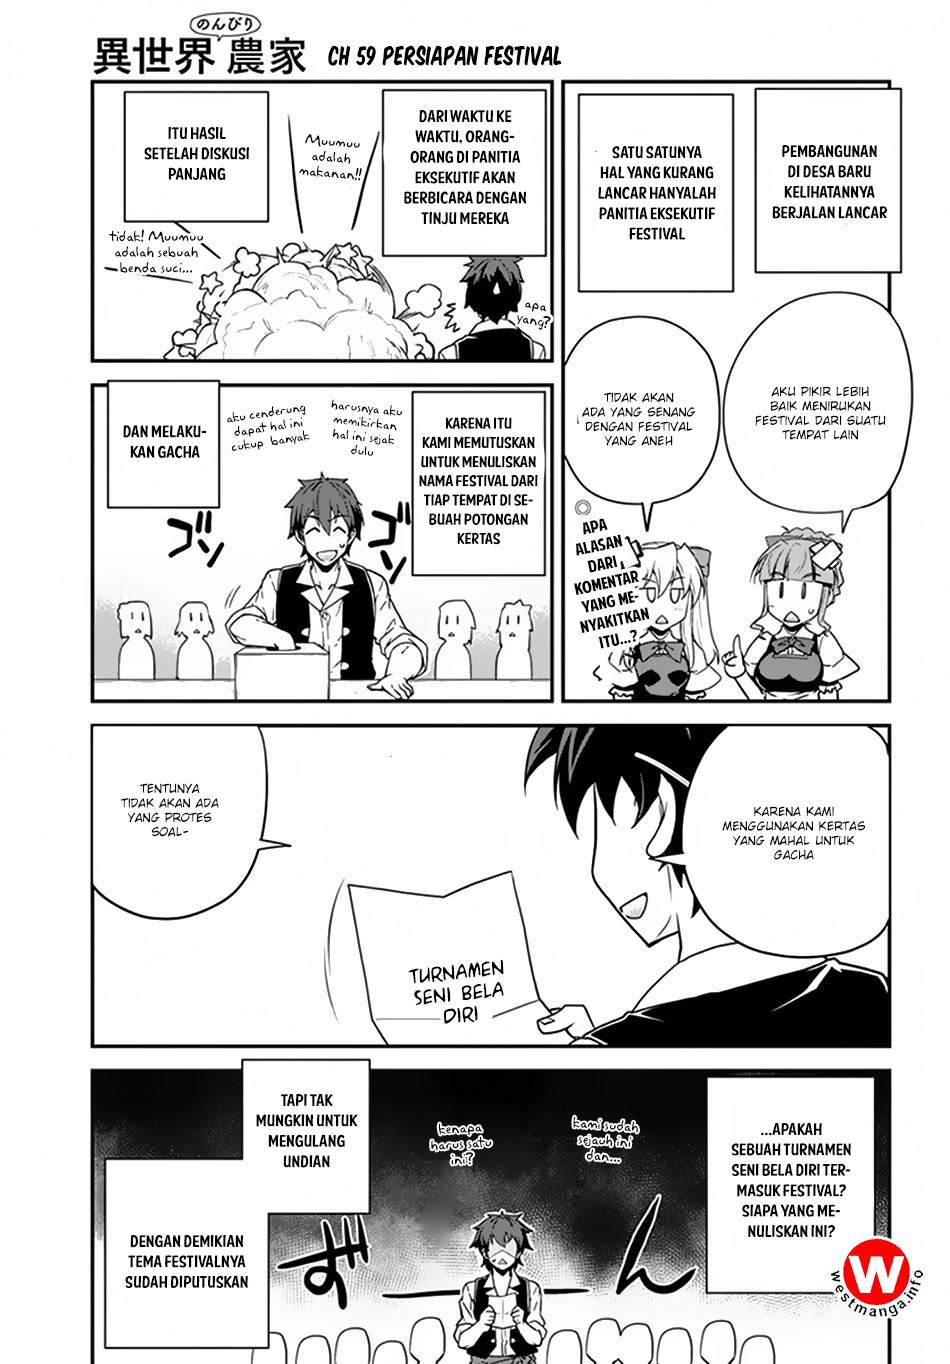 のんびり
異世界 農家
CH 59 PERSIAPAN FESTIVAL
PEMBANGUNAN
DI DESA BARU
KELIHATANNYA
BERJALAN LANCAR
SATU SATUNYA
HAL YANG KURANG
LANCAR HANYALAH
PANITIA EKSEKUTIF
FESTIVAL
AKU PIKIR LEBIH
BAIK MENIRUKAN
FESTIVAL DARI SUATU
TEMPAT LAIN
TIDAK AKAN
ADA YANG SENANG
DENGAN FESTIVAL
YANG ANEH
APA
ALASAN
DARI
KOMENTAR
YANG ME-
NYAKITKAN
ITU...?
DARI WAKTU KE
WAKTU, ORANG-
ORANG DI PANITIA
EKSEKUTIF AKAN
BERBICARA DENGAN
TINJU MEREKA
Muumuu
adalah
makanan!!
ITU HASIL
SETELAH DISKUSI
PANJANG
tidak! Muumuu
adalah sebuah
benda suci...
apa
yang?
KARENA ITU
KAMI MEMUTUSKAN
UNTUK MENULISKAN
NAMA FESTIVAL DARI
TIAP TEMPAT DI SE-
BUAH POTONGAN
KERTAS
harusnya aku
memikirkan
hal ini sejak
dulu
aku cenderung
dapat hal ini
cukup banyak
DAN MELAKU-
KAN GACHA
ゴソ
ゴソ
KARENA KAMI
MENGGUNAKAN KERTAS
YANG MAHAL UNTUK
GACHA
TENTUNYA
TIDAK AKAN ADA
YANG PROTES
SOAL-
TURNAMEN
SENI BELA
DIRI
...APAKAH
SEBUAH TURNAMEN
SENI BELA DIRI TER-
MASUK FESTIVAL?
SIAPA YANG ME-
NULISKAN INI?
kami sudah
sejauh ini
dan...
kenapa
harus satu
ini?
TAPI TAK
MUNGKIN UNTUK
MENGULANG
UNDIAN
DENGAN DEMIKIAN
TEMA FESTIVALNYA
SUDAH DIPUTUSKAN
ざわ
ん
W
westmanga.info